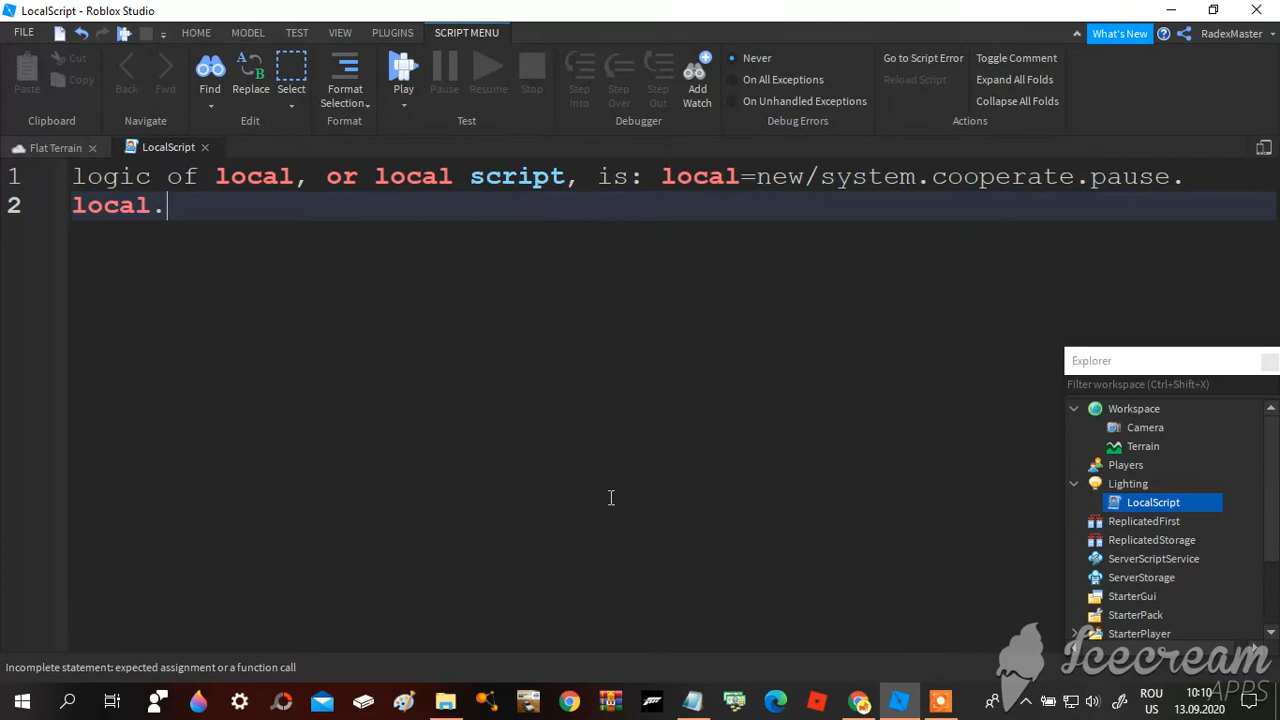 LocalScript - Roblox Studio
FILE HOME MODEL TEST VIEW PLUGINS SCRIPT MENU What's New RadexMaster
Paste Cut Copy Back Fwd Find Replace Select Format Selection Play Pause Resume Stop Step Into Step Over Step Out Add Watch Never On All Exceptions On Unhandled Exceptions Go to Script Error Reload Script Toggle Comment Expand All Folds Collapse All Folds
Clipboard Navigate Edit Format Test Debugger Debug Errors Actions
Flat Terrain LocalScript
1 logic of local, or local script, is: local=new/system.cooperate.pause.
2 local.
Explorer
Filter workspace (Ctrl+Shift+X)
Workspace
Camera
Terrain
Players
Lighting
LocalScript
ReplicatedFirst
ReplicatedStorage
ServerScriptService
ServerStorage
StarterGui
StarterPack
StarterPlayer
Incomplete statement: expected assignment or a function call
Icecream
APPS
ROU 10:10
US 13.09.2020